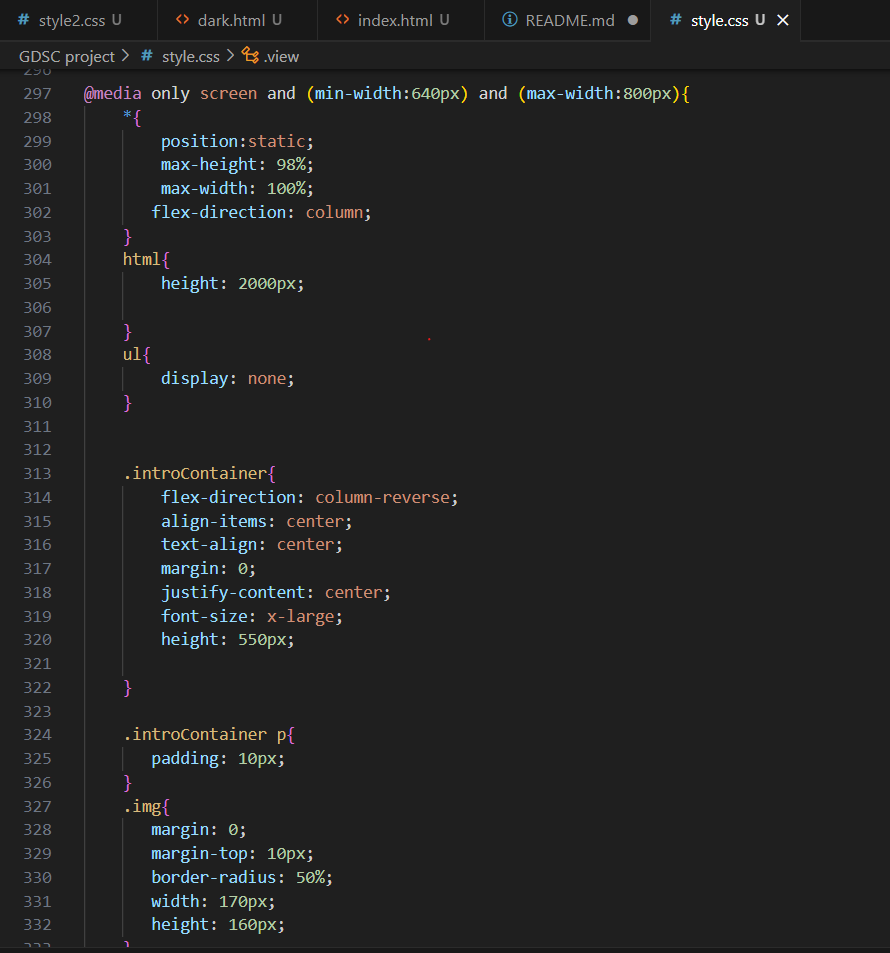 # style2.css U <> dark.html U <> index.html U README.md ● # style.css U ×
GDSC project > # style.css > .view
296
297 @media only screen and (min-width:640px) and (max-width:800px){
298 *{
299 position:static;
300 max-height: 98%;
301 max-width: 100%;
302 flex-direction: column;
303 }
304 html{
305 height: 2000px;
306
307 }
308 ul{
309 display: none;
310 }
311
312
313 .introContainer{
314 flex-direction: column-reverse;
315 align-items: center;
316 text-align: center;
317 margin: 0;
318 justify-content: center;
319 font-size: x-large;
320 height: 550px;
321
322 }
323
324 .introContainer p{
325 padding: 10px;
326 }
327 .img{
328 margin: 0;
329 margin-top: 10px;
330 border-radius: 50%;
331 width: 170px;
332 height: 160px;
333 }